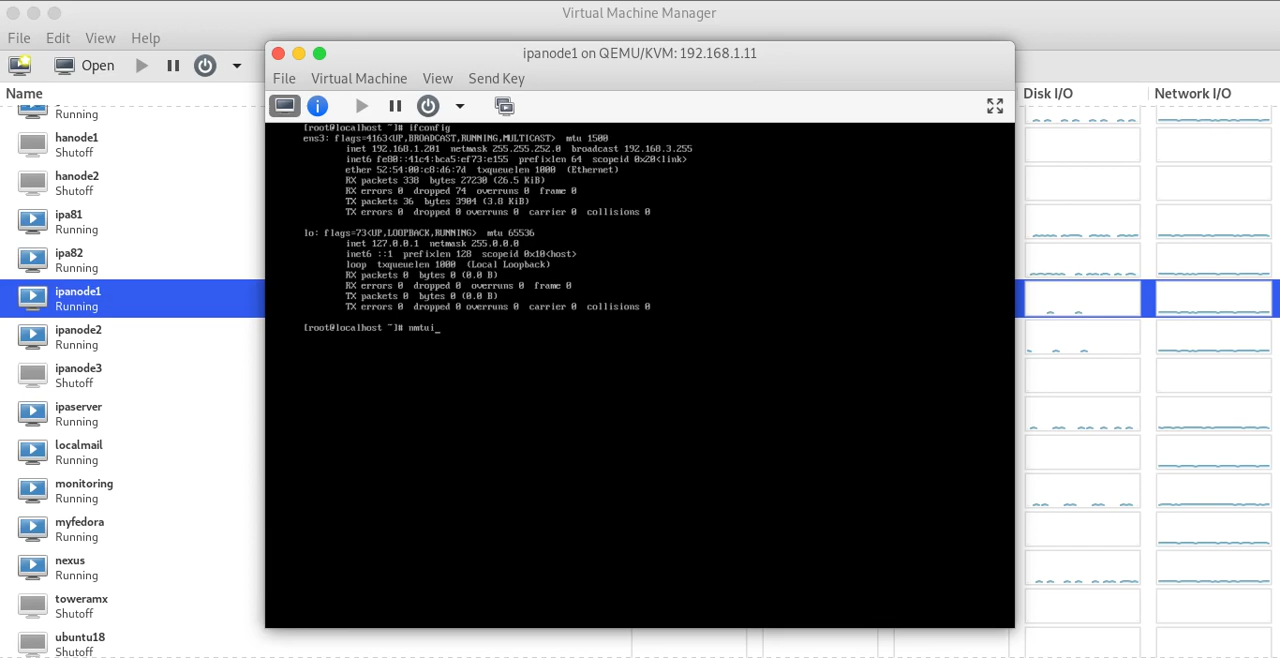 Virtual Machine Manager
File Edit View Help
Open
Name
Disk I/O
Network I/O
Running
hanode1
Shutoff
hanode2
Shutoff
ipa81
Running
ipa82
Running
ipanode1
Running
ipanode2
Running
ipanode3
Shutoff
ipaserver
Running
localmail
Running
monitoring
Running
myfedora
Running
nexus
Running
toweramx
Shutoff
ubuntu18
Shutoff
ipanode1 on QEMU/KVM: 192.168.1.11
File Virtual Machine View Send Key
[root@localhost ~]# ifconfig
ens3: flags=4163<UP,BROADCAST,RUNNING,MULTICAST> mtu 1500
inet 192.168.1.201 netmask 255.255.252.0 broadcast 192.168.3.255
inet6 fe80::41c4:bca5:ef73:e155 prefixlen 64 scopeid 0x20<link>
ether 52:54:00:c8:d6:7d txqueuelen 1000 (Ethernet)
RX packets 338 bytes 27230 (26.5 KiB)
RX errors 0 dropped 74 overruns 0 frame 0
TX packets 36 bytes 3904 (3.8 KiB)
TX errors 0 dropped 0 overruns 0 carrier 0 collisions 0
lo: flags=73<UP,LOOPBACK,RUNNING> mtu 65536
inet 127.0.0.1 netmask 255.0.0.0
inet6 ::1 prefixlen 128 scopeid 0x10<host>
loop txqueuelen 1000 (Local Loopback)
RX packets 0 bytes 0 (0.0 B)
RX errors 0 dropped 0 overruns 0 frame 0
TX packets 0 bytes 0 (0.0 B)
TX errors 0 dropped 0 overruns 0 carrier 0 collisions 0
[root@localhost ~]# nmtui_